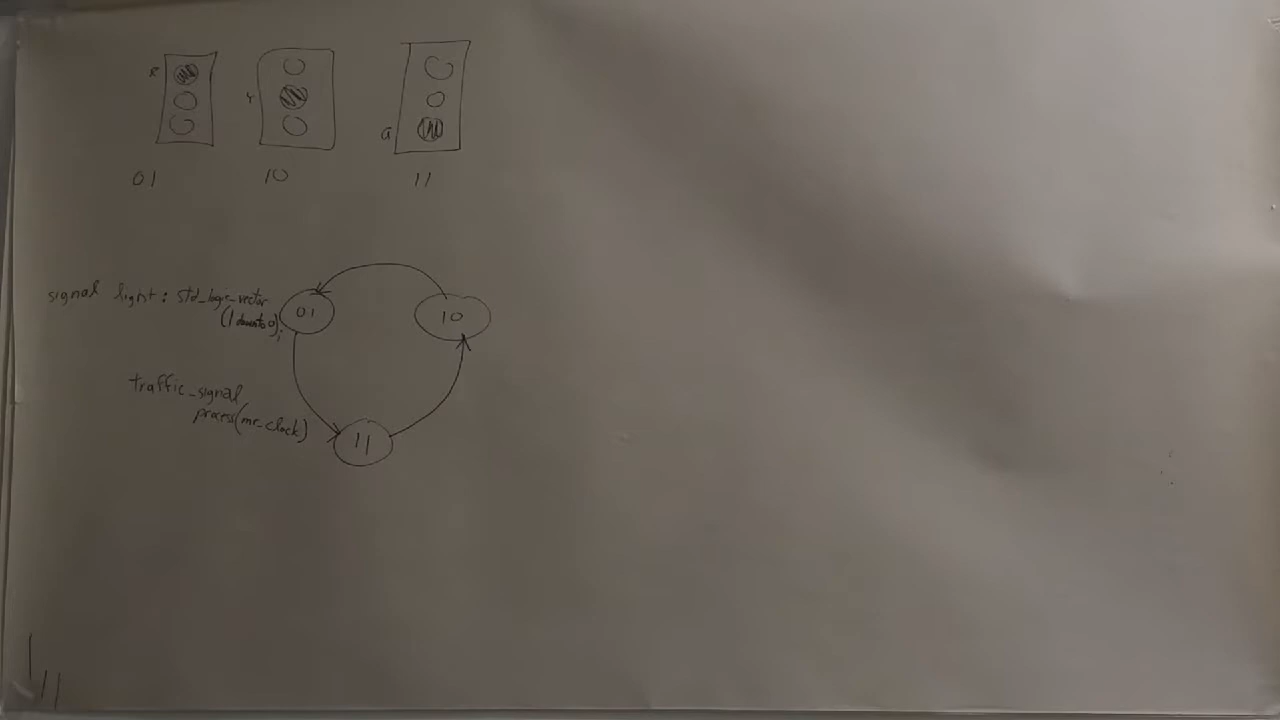 R
Y
G
01 10 11
signal light : std_logic_vector
(1 downto 0);
01
10
traffic_signal
process(mr_clock)
11